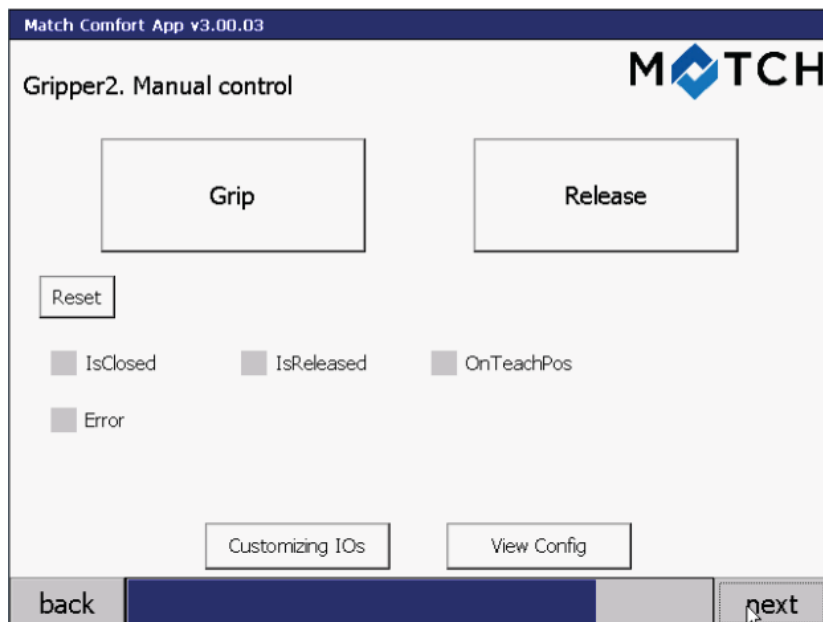 Match Comfort App v3.00.03
MATCH
Gripper2. Manual control
Grip Release
Reset
IsClosed IsReleased OnTeachPos
Error
Customizing IOs View Config
back next